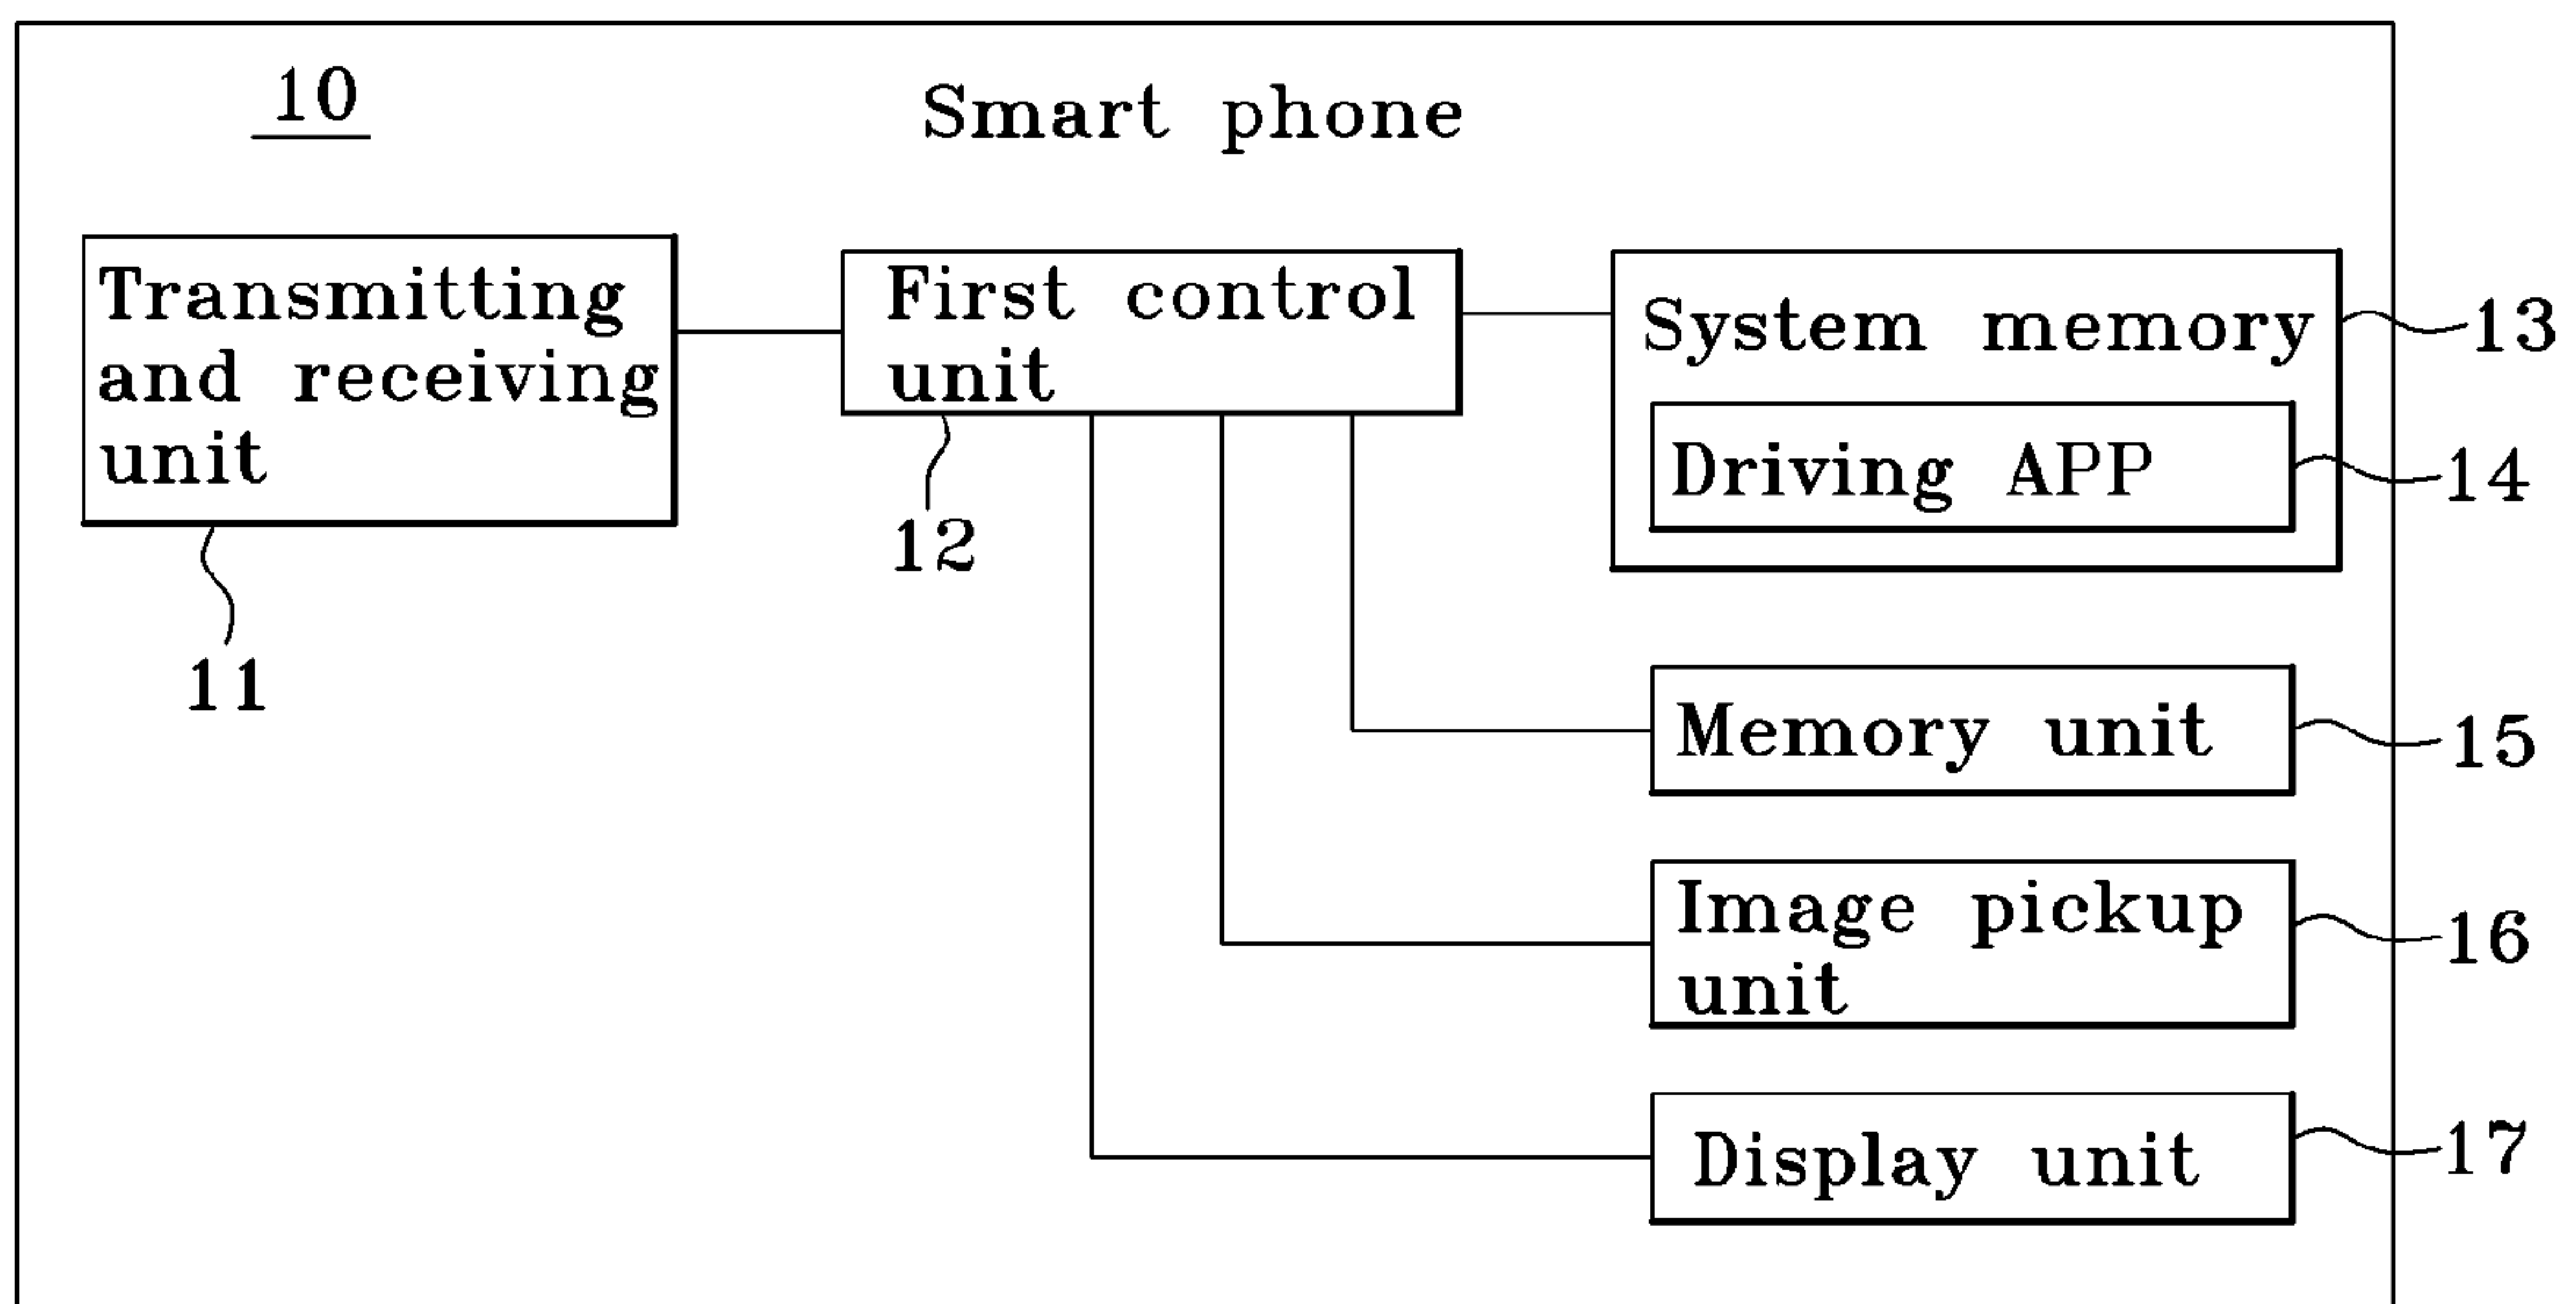 10
Smart phone
Transmitting
and receiving
unit
11
First control
unit
12
System memory
13
Driving APP
14
Memory unit
15
Image pickup
unit
16
Display unit
17